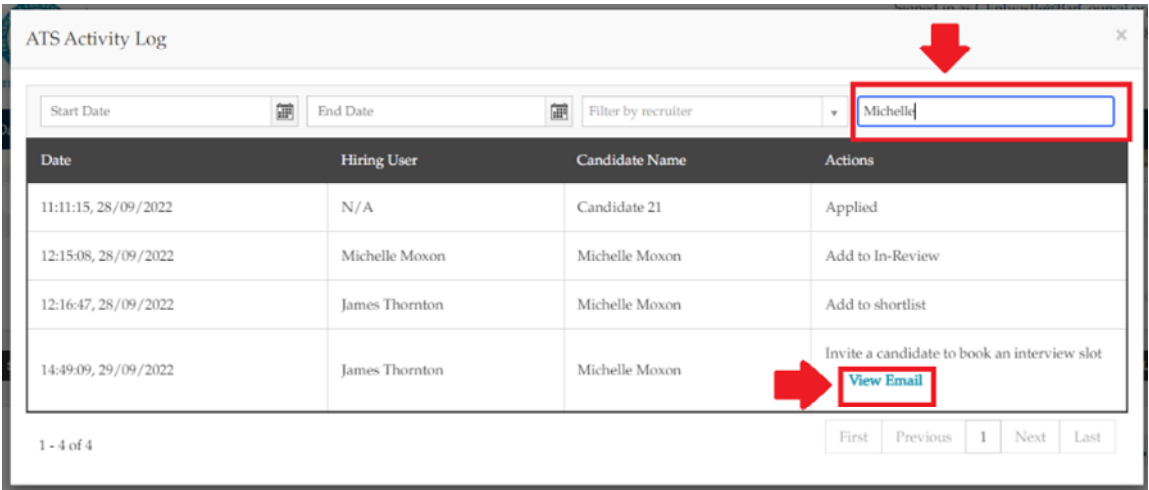 ATS Activity Log
×
Start Date
End Date
Filter by recruiter
Michelle
Date Hiring User Candidate Name Actions
11:11:15, 28/09/2022 N/A Candidate 21 Applied
12:15:08, 28/09/2022 Michelle Moxon Michelle Moxon Add to In-Review
12:16:47, 28/09/2022 James Thornton Michelle Moxon Add to shortlist
14:49:09, 29/09/2022 James Thornton Michelle Moxon Invite a candidate to book an interview slot
View Email
1 - 4 of 4
First Previous 1 Next Last